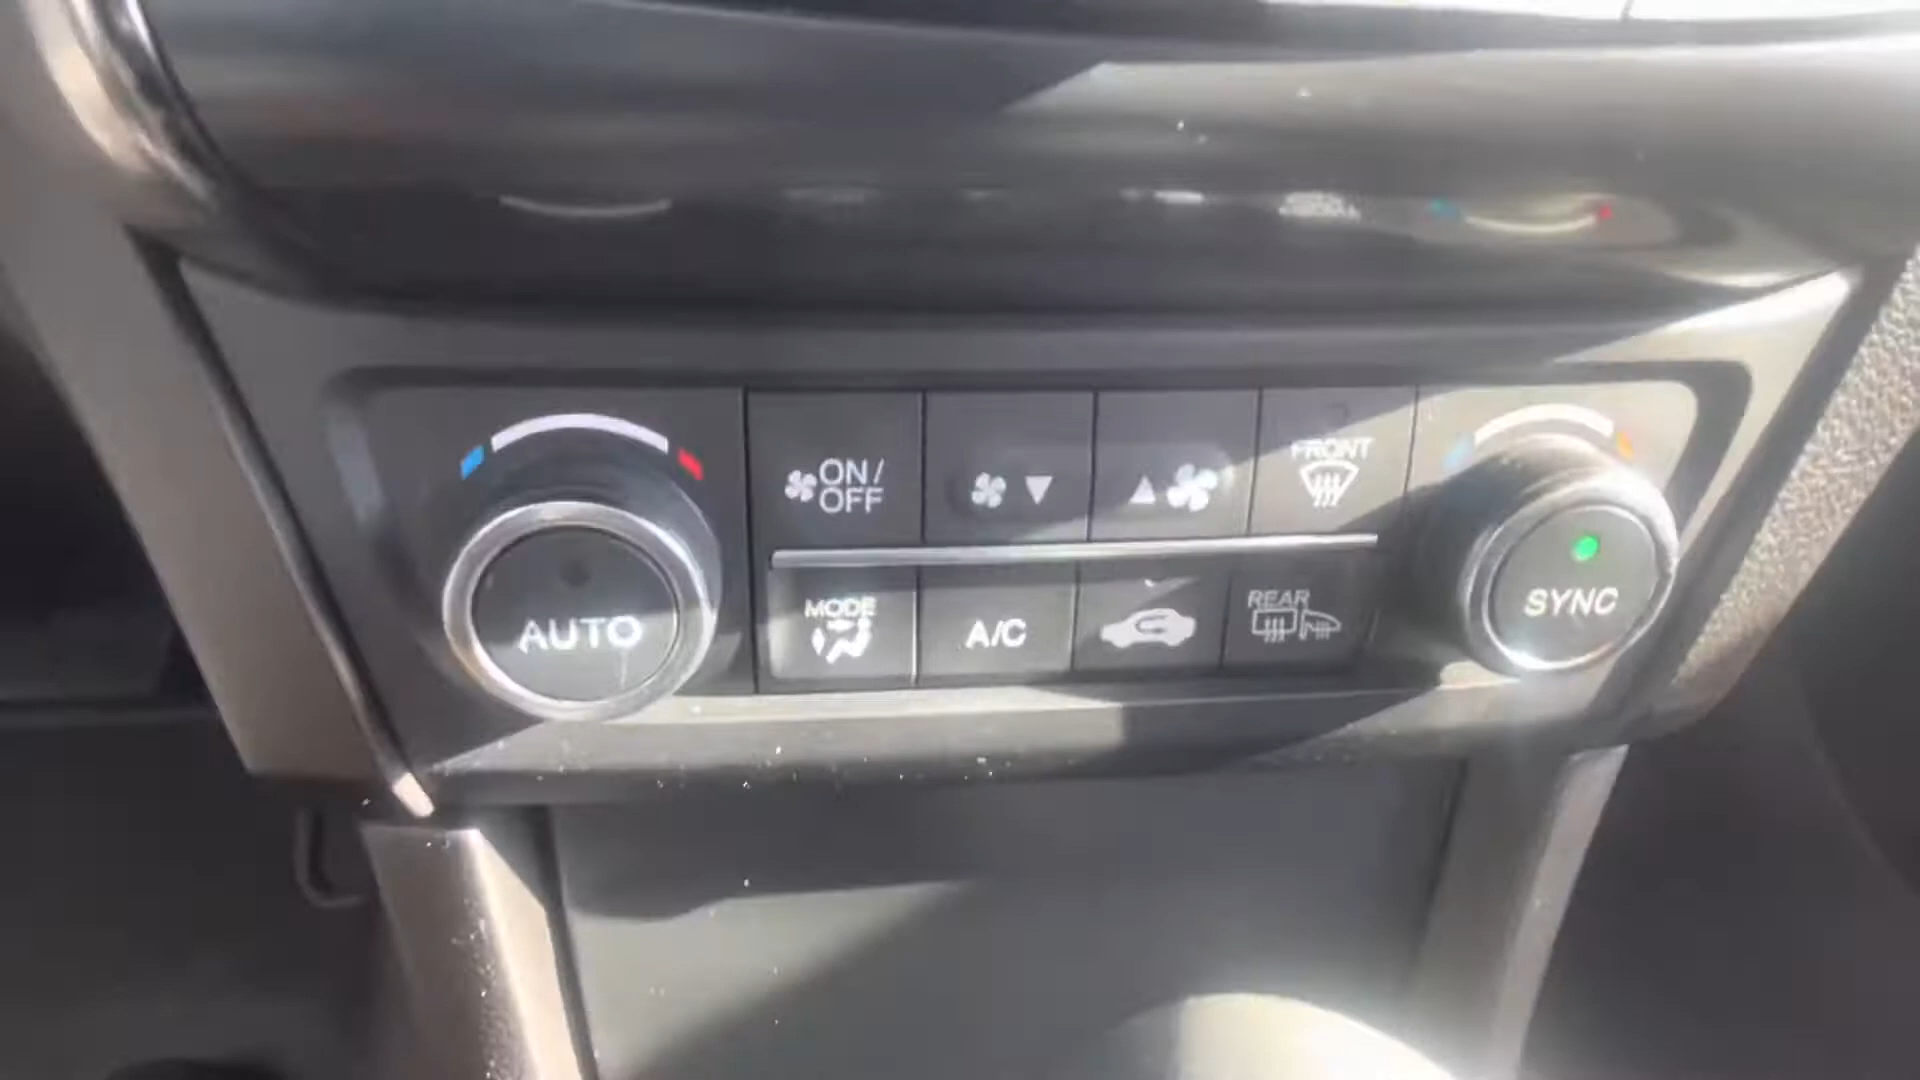 ON/
OFF
FRONT
AUTO
MODE
A/C
REAR
SYNC